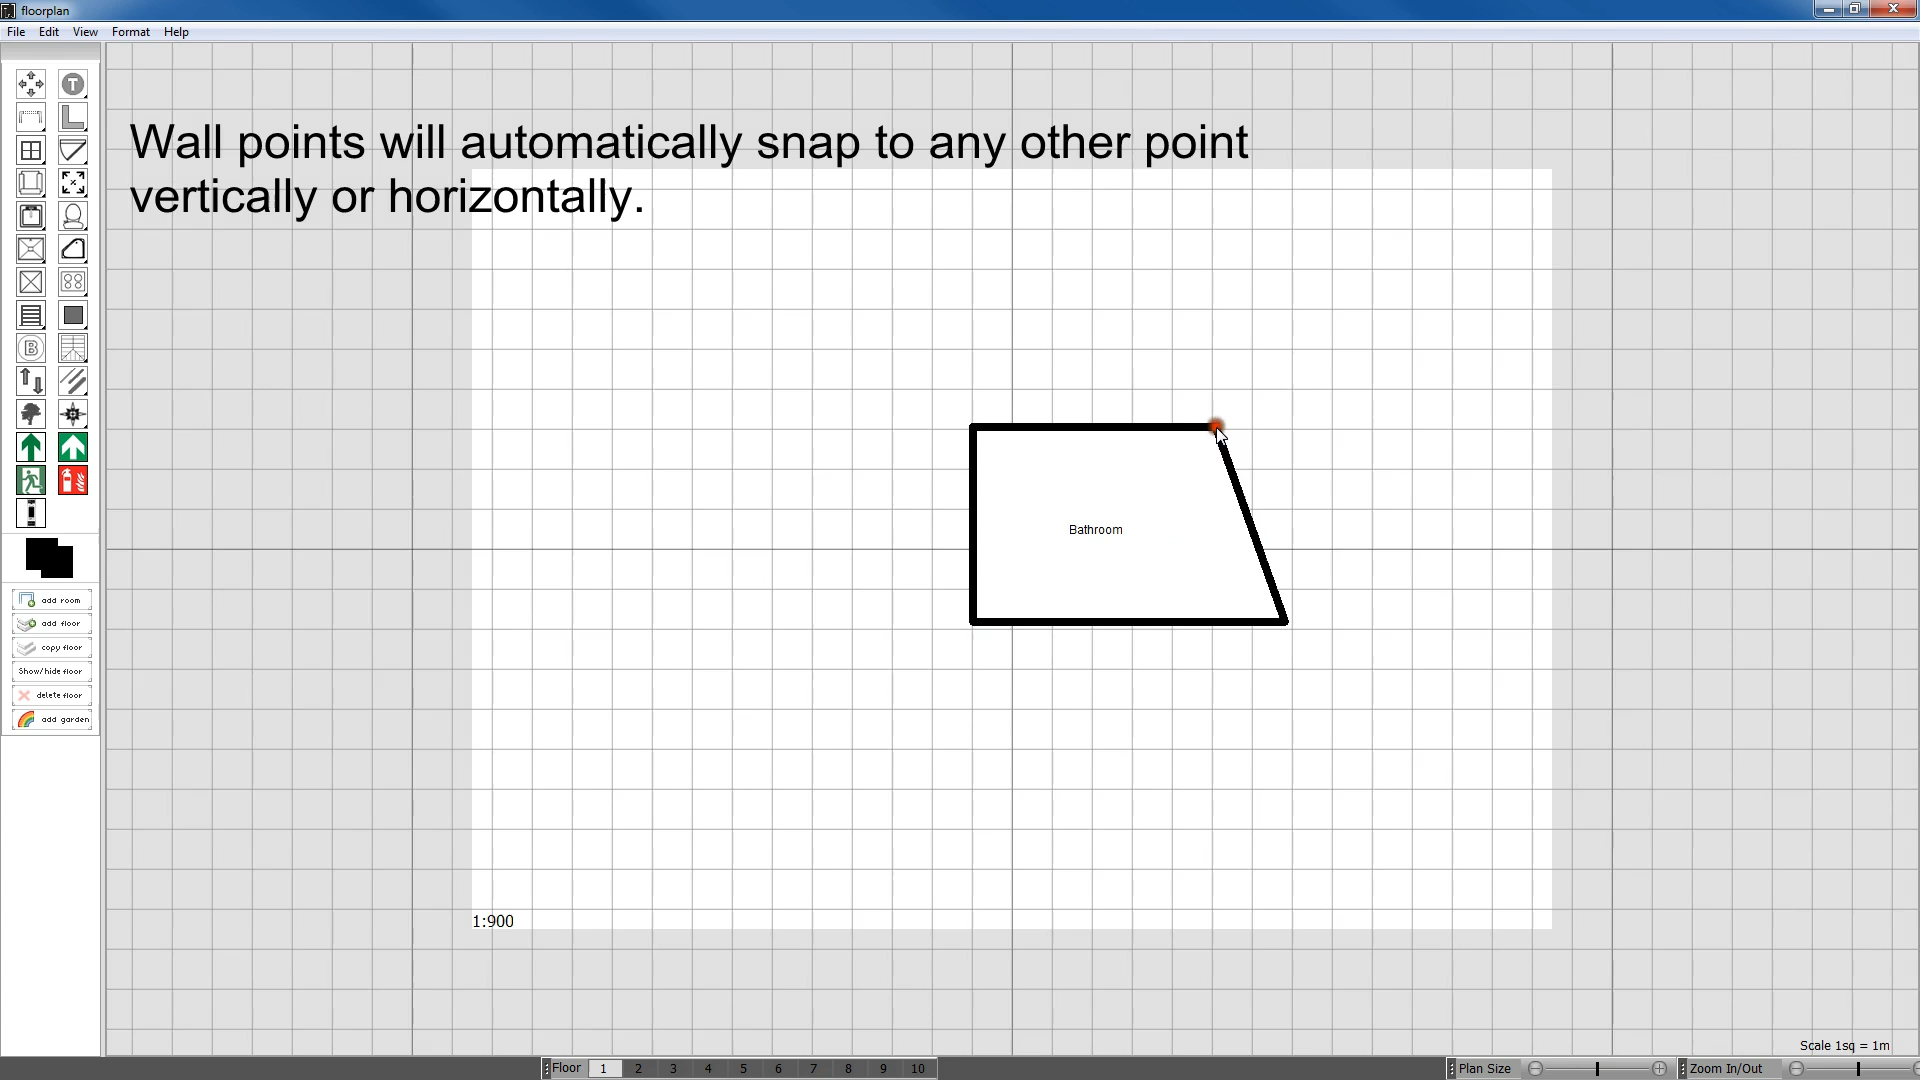 floorplan
File Edit View Format Help
Wall points will automatically snap to any other point
vertically or horizontally.
T
B
Bathroom
add room
add floor
copy floor
Show/hide floor
delete floor
add garden
1:900
Scale 1sq = 1m
Floor 1 2 3 4 5 6 7 8 9 10
Plan Size
Zoom In/Out